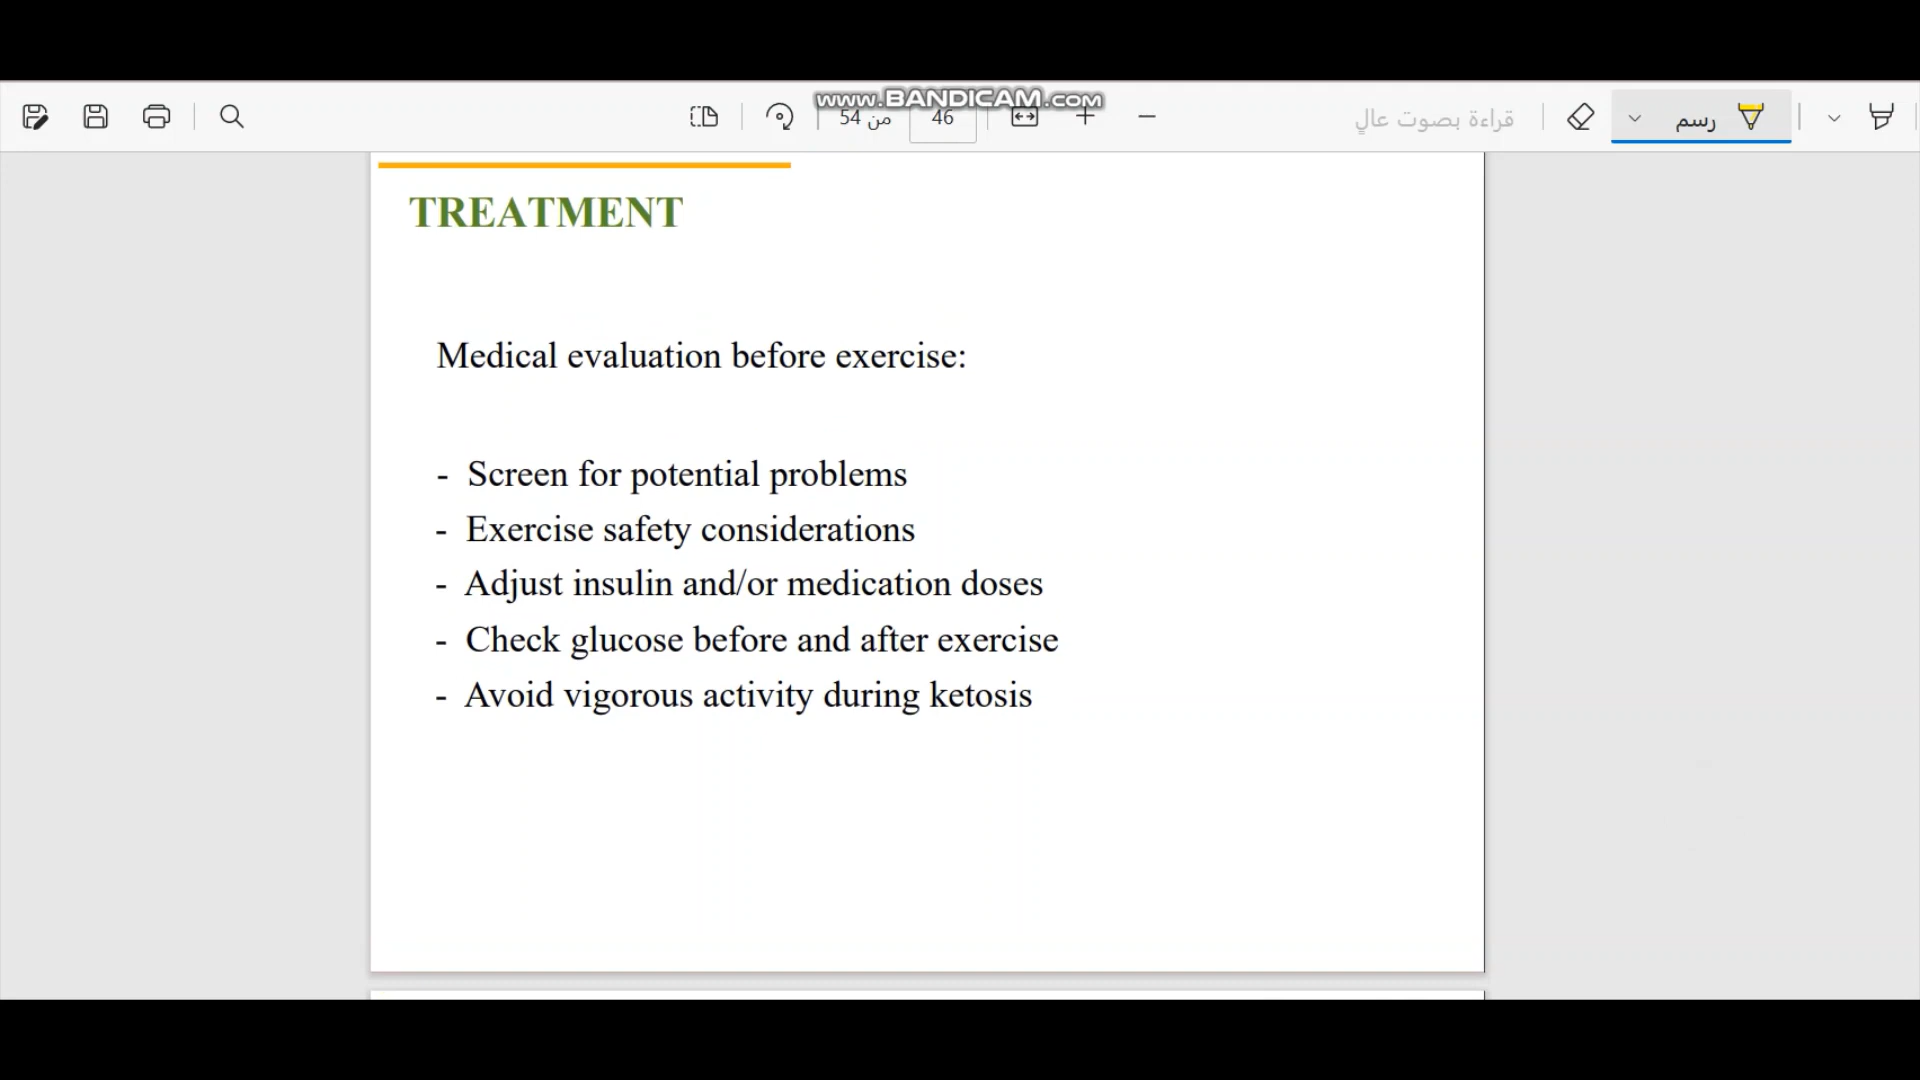 www.BANDICAM.com
54 من
46
قراءة بصوت عالٍ
رسم
TREATMENT
Medical evaluation before exercise:
- Screen for potential problems
- Exercise safety considerations
- Adjust insulin and/or medication doses
- Check glucose before and after exercise
- Avoid vigorous activity during ketosis